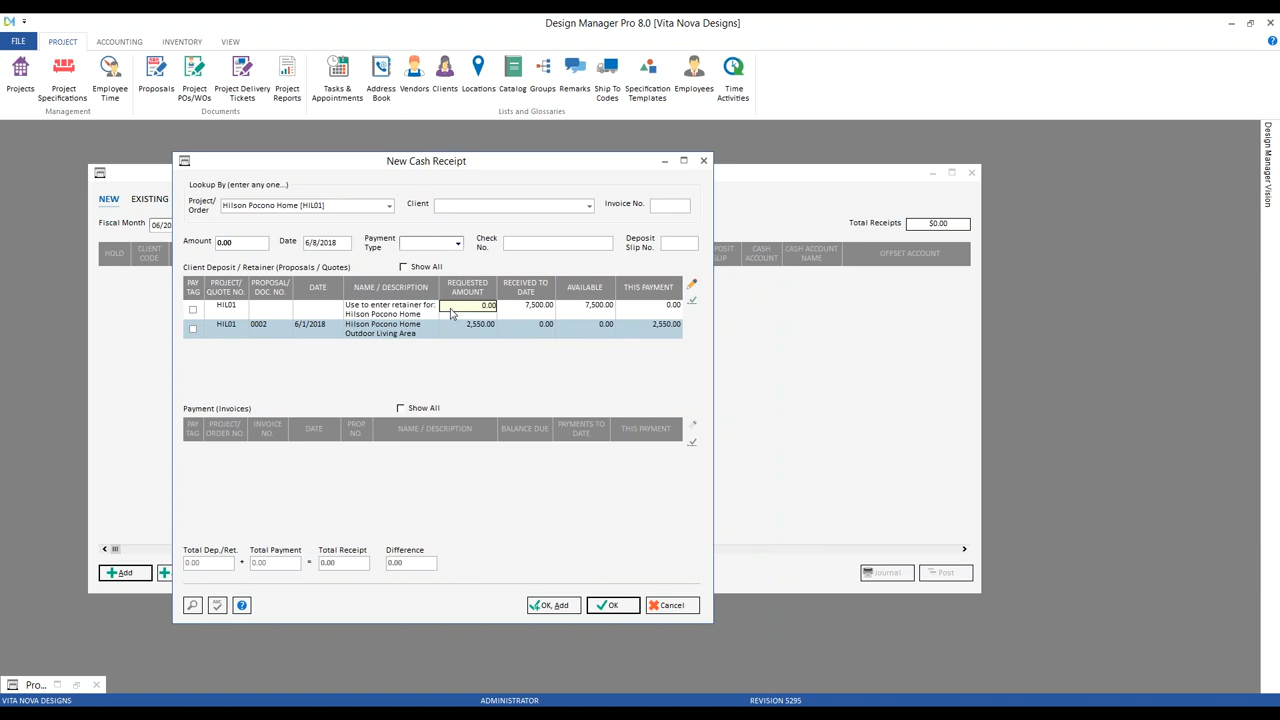 Design Manager Pro 8.0 [Vita Nova Designs]
FILE PROJECT ACCOUNTING INVENTORY VIEW
Projects
Project Specifications
Employee Time
Proposals
Project POs/WOs
Project Delivery Tickets
Project Reports
Tasks & Appointments
Address Book
Vendors
Clients
Locations
Catalog
Groups
Remarks
Ship To Codes
Specification Templates
Employees
Time Activities
Management
Documents
Lists and Glossaries
Design Manager Vision
New Cash Receipt
NEW EXISTING
Fiscal Month 06/20
Total Receipts $0.00
HOLD
CLIENT CODE
CASH ACCOUNT
CASH ACCOUNT NAME
OFFSET ACCOUNT
Lookup By (enter any one...)
Project/ Order Hilson Pocono Home [HIL01] Client Invoice No.
Amount 0.00 Date 6/8/2018 Payment Type Check No. Deposit Slip No.
Client Deposit / Retainer (Proposals / Quotes) Show All
PAY TAG PROJECT/ QUOTE NO. PROPOSAL/ DOC. NO. DATE NAME / DESCRIPTION REQUESTED AMOUNT RECEIVED TO DATE AVAILABLE THIS PAYMENT
HIL01 Use to enter retainer for: 0.00 7,500.00 7,500.00 0.00
Hilson Pocono Home
HIL01 0002 6/1/2018 Hilson Pocono Home 2,550.00 0.00 0.00 2,550.00
Outdoor Living Area
Payment (Invoices) Show All
PAY TAG PROJECT/ ORDER NO. INVOICE NO. DATE PROP. NO. NAME / DESCRIPTION BALANCE DUE PAYMENTS TO DATE THIS PAYMENT
Total Dep./Ret. Total Payment Total Receipt Difference
0.00 + 0.00 = 0.00 0.00
OK, Add OK Cancel
Add
Journal Post
Pro...
VITA NOVA DESIGNS ADMINISTRATOR REVISION 5295